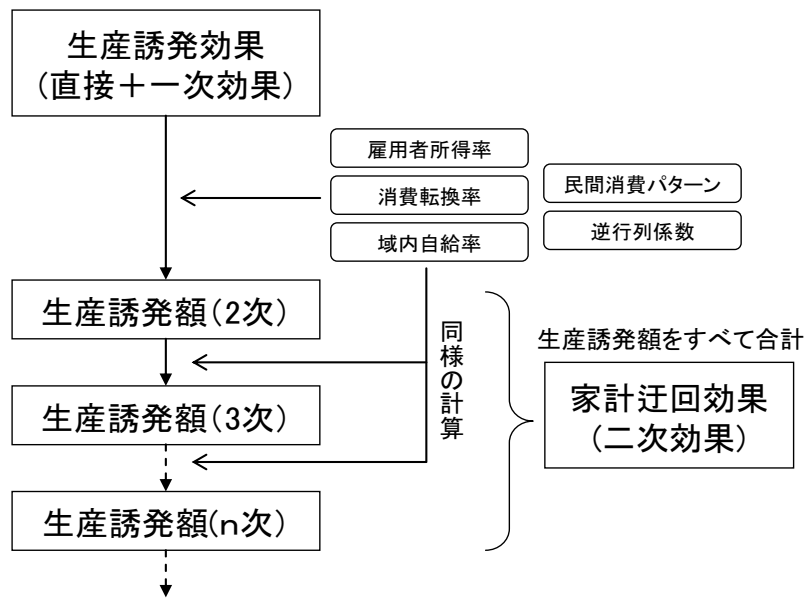 生産誘発効果
(直接＋一次効果)
雇用者所得率
消費転換率
域内自給率
民間消費パターン
逆行列係数
生産誘発額(2次)
同様の計算
生産誘発額をすべて合計
生産誘発額(3次)
家計迂回効果
(二次効果)
生産誘発額(n次)